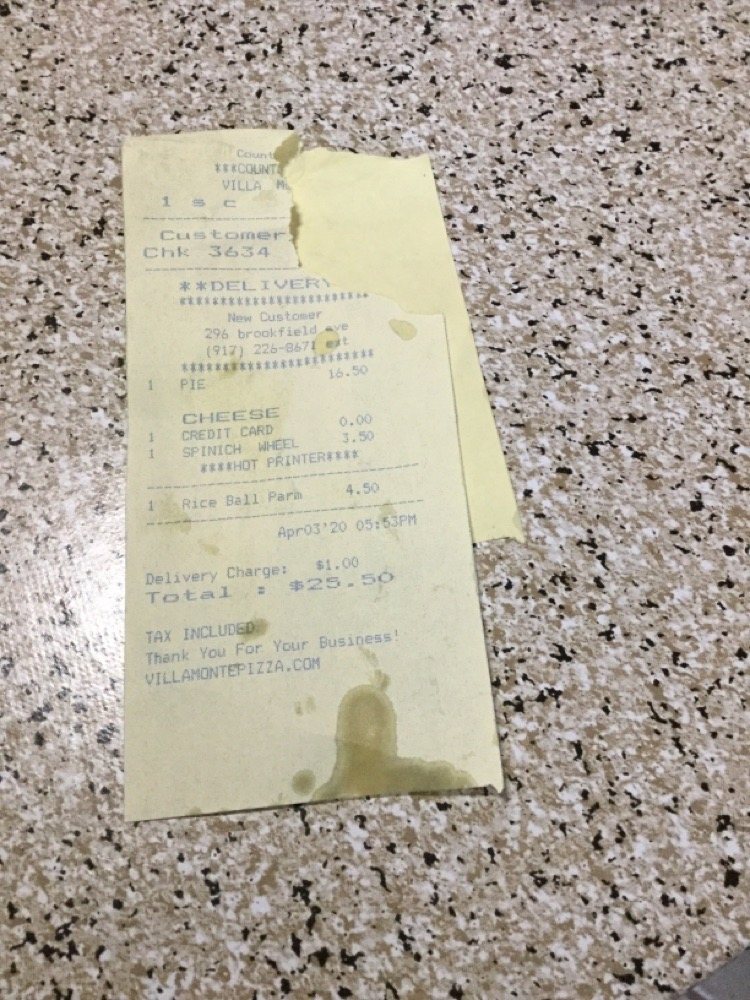 Count
***COUNT
VILLA M
1 s c
Customer
Chk 3634
**DELIVERY
New Customer
296 brookfield ave
(917) 226-867
1 PIE 16.50
CHEESE
1 CREDIT CARD 0.00
1 SPINICH WHEEL 3.50
****HOT PRINTER****
1 Rice Ball Parm 4.50
Apr03'20 05:53PM
Delivery Charge: $1.00
Total : $25.50
TAX INCLUDED
Thank You For Your Business!
VILLAMONTEPIZZA.COM